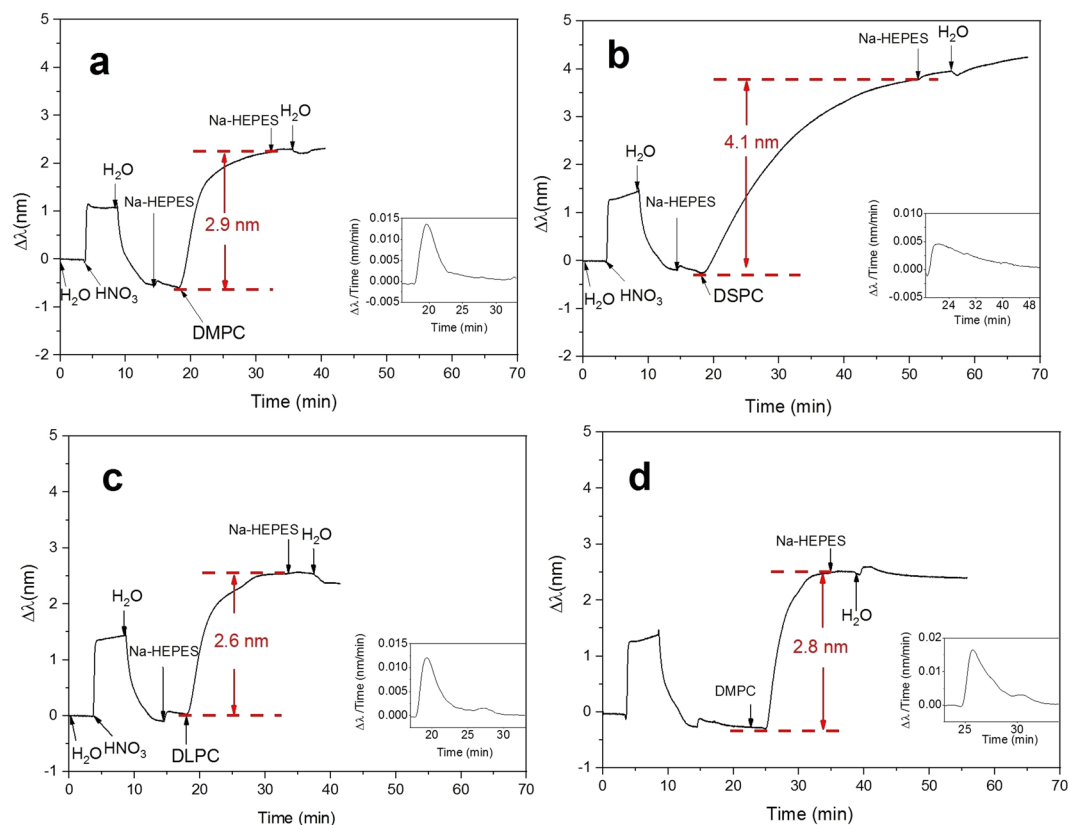 a
5
4
3
2
1
0
-1
-2
Δλ(nm)
Na-HEPES
H₂O
H₂O
Na-HEPES
2.9 nm
H₂O
HNO₃
DMPC
0 10 20 30 40 50 60 70
Time (min)
0.015
0.010
0.005
0.000
-0.005
Δλ /Time (nm/min)
20 25 30
Time (min)
b
5
4
3
2
1
0
-1
-2
Δλ(nm)
Na-HEPES
H₂O
4.1 nm
H₂O
Na-HEPES
H₂O
HNO₃
DSPC
0 10 20 30 40 50 60 70
Time (min)
0.010
0.005
0.000
-0.005
Δλ /Time (nm/min)
24 32 40 48
Time (min)
c
5
4
3
2
1
0
-1
Δλ(nm)
Na-HEPES
H₂O
H₂O
Na-HEPES
2.6 nm
H₂O
HNO₃
DLPC
0 10 20 30 40 50 60 70
Time (min)
0.015
0.010
0.005
0.000
Δλ /Time (nm/min)
20 25 30
Time (min)
d
5
4
3
2
1
0
-1
Δλ(nm)
Na-HEPES
H₂O
2.8 nm
DMPC
0 10 20 30 40 50 60 70
Time (min)
0.02
0.01
0.00
Δλ /Time (nm/min)
25 30
Time (min)